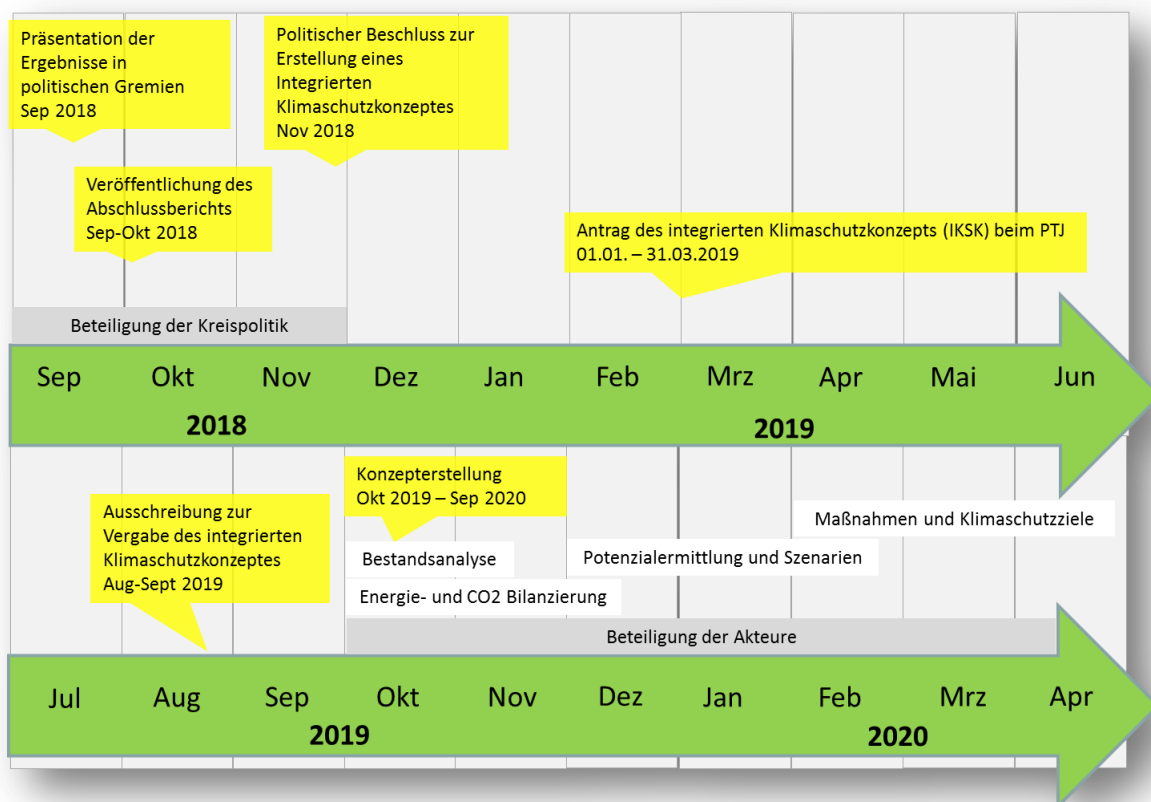 Präsentation der
Ergebnisse in
politischen Gremien
Sep 2018
Politischer Beschluss zur
Erstellung eines
Integrierten
Klimaschutzkonzeptes
Nov 2018
Veröffentlichung des
Abschlussberichts
Sep-Okt 2018
Antrag des integrierten Klimaschutzkonzepts (IKSK) beim PTJ
01.01. – 31.03.2019
Beteiligung der Kreispolitik
Sep Okt Nov Dez Jan Feb Mrz Apr Mai Jun
2018 2019
Konzepterstellung
Okt 2019 – Sep 2020
Ausschreibung zur
Vergabe des integrierten
Klimaschutzkonzeptes
Aug-Sept 2019
Maßnahmen und Klimaschutzziele
Bestandsanalyse
Potenzialermittlung und Szenarien
Energie- und CO2 Bilanzierung
Beteiligung der Akteure
Jul Aug Sep Okt Nov Dez Jan Feb Mrz Apr
2019 2020